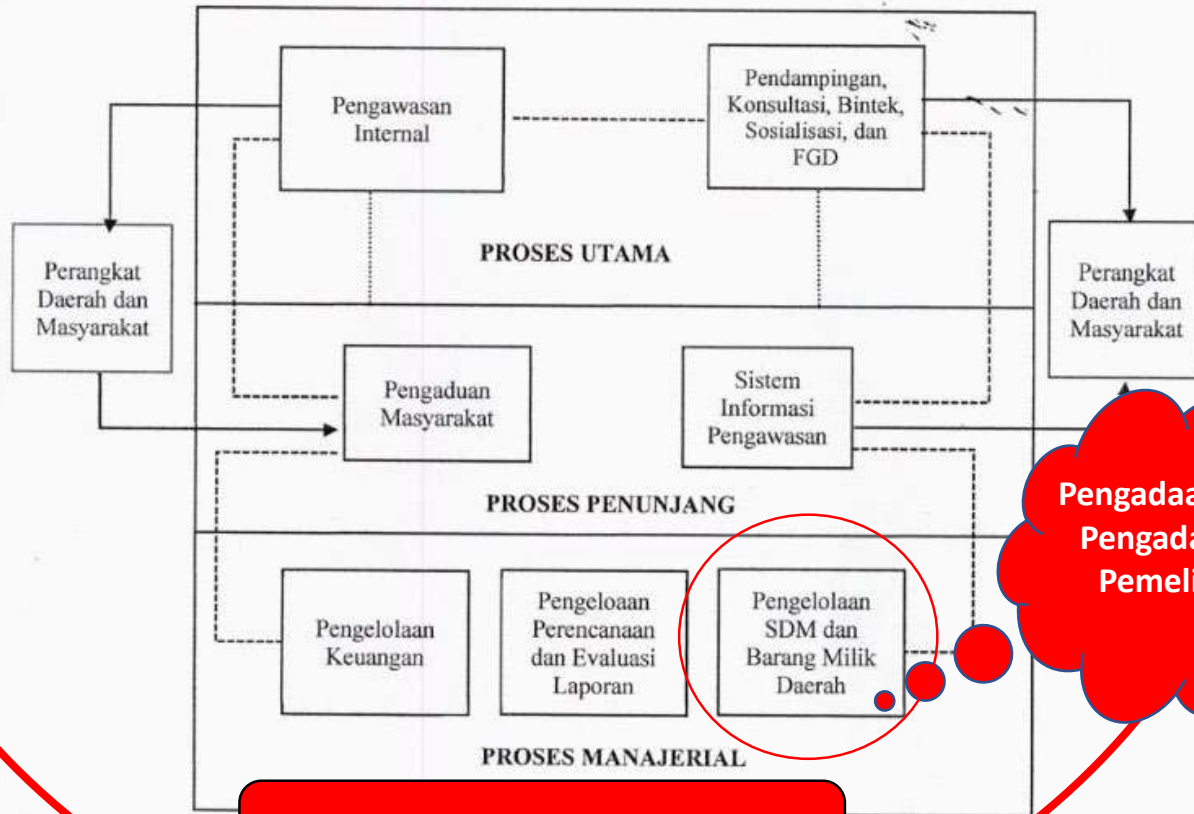 Pengawasan
Internal
Pendampingan,
Konsultasi, Bintek,
Sosialisasi, dan
FGD
PROSES UTAMA
Perangkat
Daerah dan
Masyarakat
Perangkat
Daerah dan
Masyarakat
Pengaduan
Masyarakat
Sistem
Informasi
Pengawasan
PROSES PENUNJANG
Pengelolaan
Keuangan
Pengeloaan
Perencanaan
dan Evaluasi
Laporan
Pengelolaan
SDM dan
Barang Milik
Daerah
PROSES MANAJERIAL